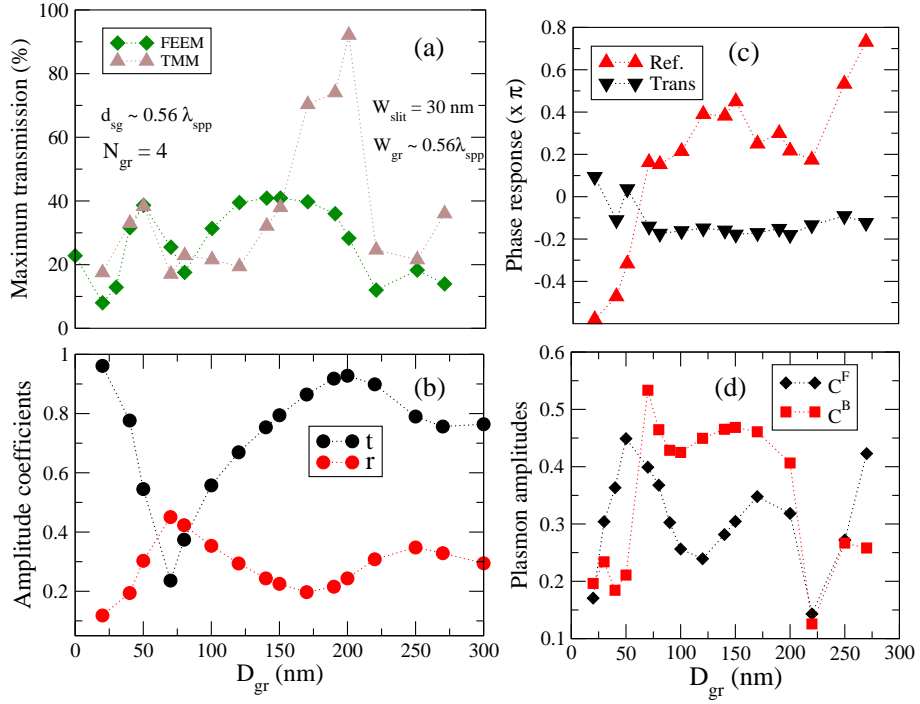 100
80
60
40
20
0
Maximum transmission (%)
FEEM
TMM
(a)
d_sg ~ 0.56 λ_spp
N_gr = 4
W_slit = 30 nm
W_gr ~ 0.56λ_spp
0.8
0.6
0.4
0.2
0
-0.2
-0.4
Phase response (x π)
Ref.
Trans
(c)
1
0.8
0.6
0.4
0.2
Amplitude coefficients
(b)
t
r
0 50 100 150 200 250 300
D_gr (nm)
0.6
0.5
0.4
0.3
0.2
0.1
Plasmon amplitudes
(d)
C^F
C^B
0 50 100 150 200 250 300
D_gr (nm)